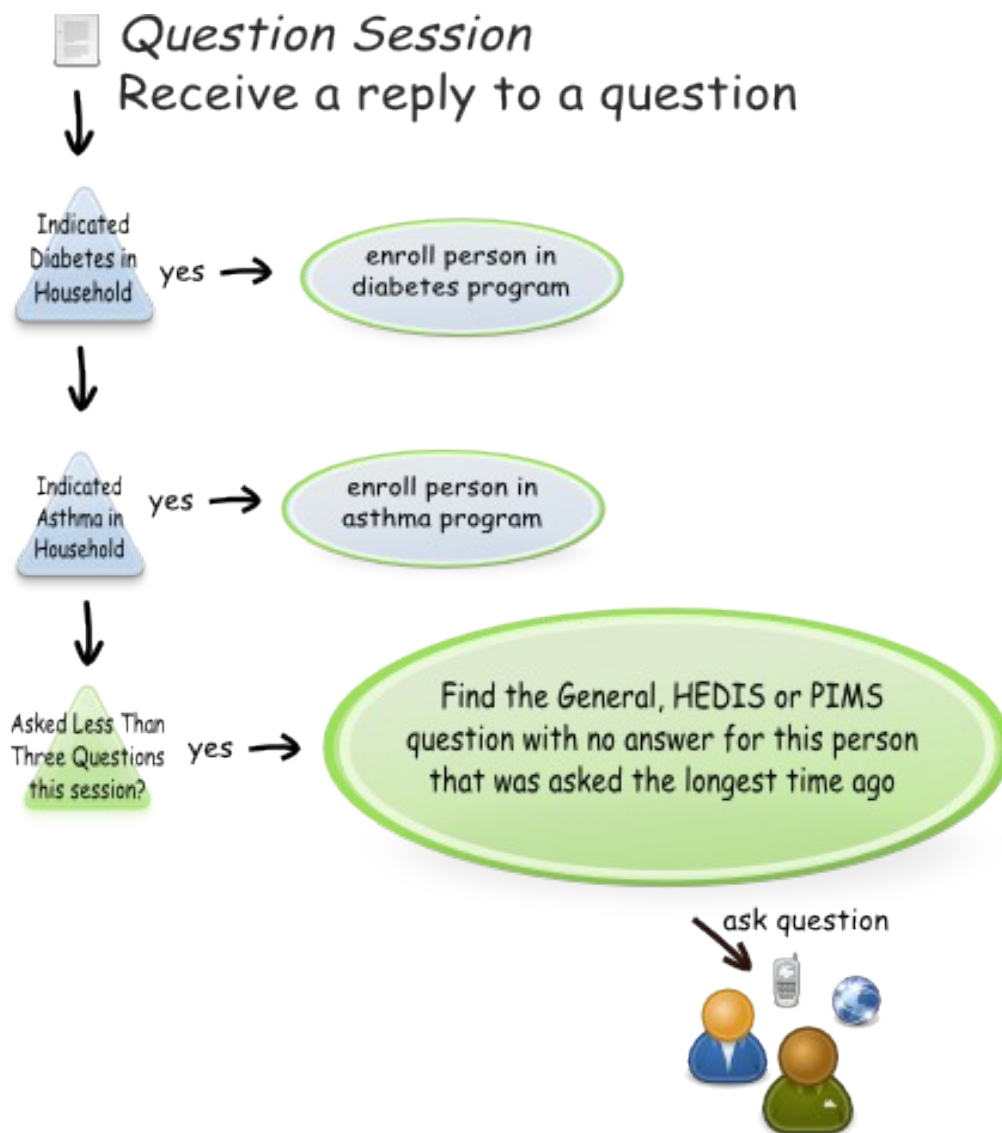 Question Session
Receive a reply to a question
Indicated
Diabetes in
Household
yes
enroll person in
diabetes program
Indicated
Asthma in
Household
yes
enroll person in
asthma program
Asked Less Than
Three Questions
this session?
yes
Find the General, HEDIS or PIMS
question with no answer for this person
that was asked the longest time ago
ask question